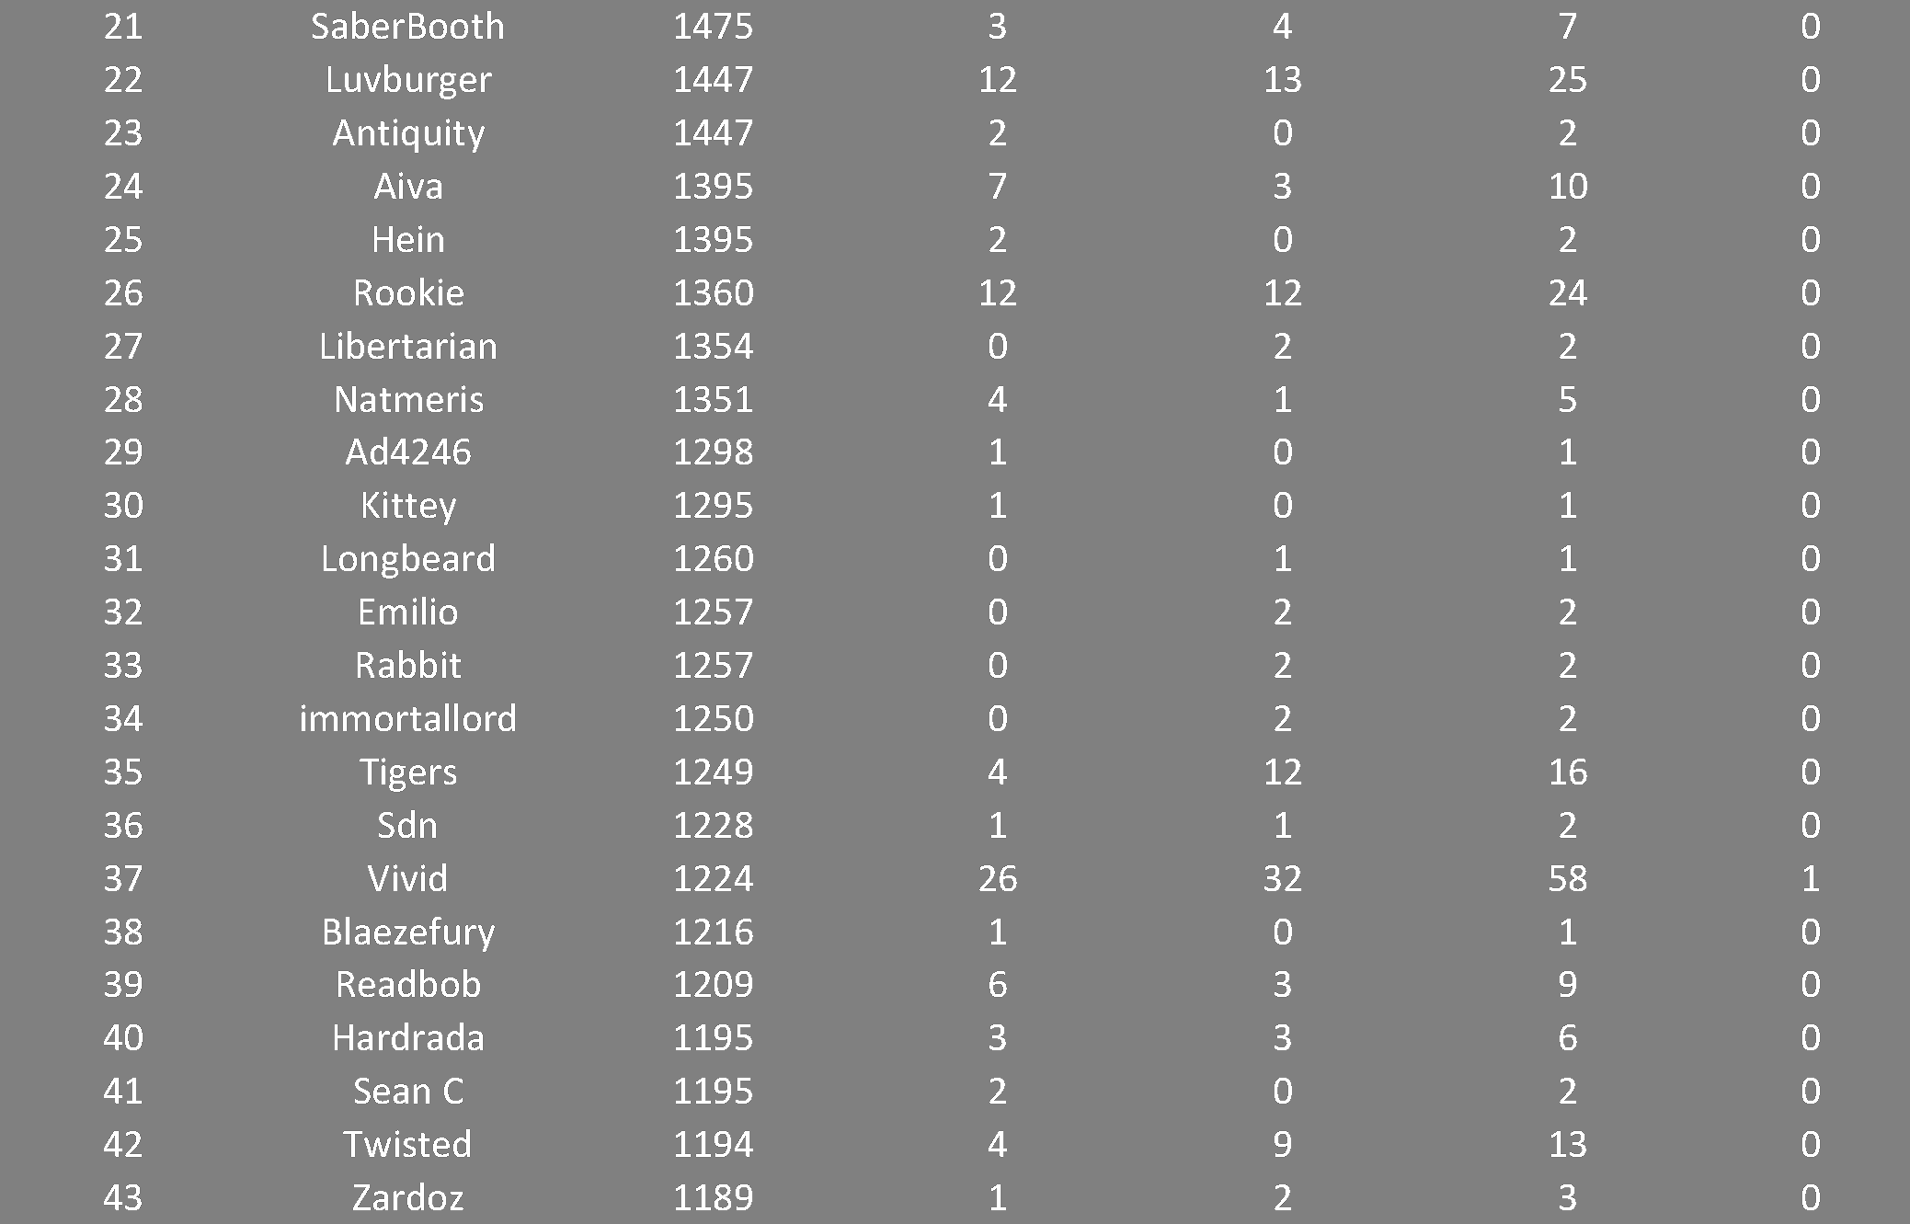 21 SaberBooth 1475 3 4 7 0
22 Luvburger 1447 12 13 25 0
23 Antiquity 1447 2 0 2 0
24 Aiva 1395 7 3 10 0
25 Hein 1395 2 0 2 0
26 Rookie 1360 12 12 24 0
27 Libertarian 1354 0 2 2 0
28 Natmeris 1351 4 1 5 0
29 Ad4246 1298 1 0 1 0
30 Kittey 1295 1 0 1 0
31 Longbeard 1260 0 1 1 0
32 Emilio 1257 0 2 2 0
33 Rabbit 1257 0 2 2 0
34 immortallord 1250 0 2 2 0
35 Tigers 1249 4 12 16 0
36 Sdn 1228 1 1 2 0
37 Vivid 1224 26 32 58 1
38 Blaezefury 1216 1 0 1 0
39 Readbob 1209 6 3 9 0
40 Hardrada 1195 3 3 6 0
41 Sean C 1195 2 0 2 0
42 Twisted 1194 4 9 13 0
43 Zardoz 1189 1 2 3 0